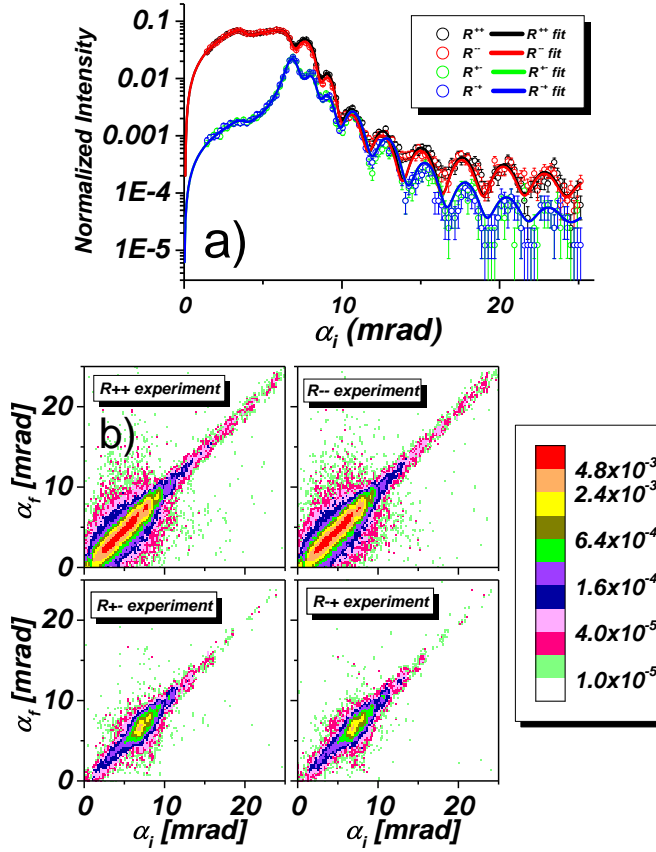 Normalized Intensity
0.1
0.01
0.001
1E-4
1E-5
a)
R⁺⁺ R⁺⁺ fit
R⁻⁻ R⁻⁻ fit
R⁺⁻ R⁺⁻ fit
R⁻⁺ R⁻⁺ fit
0 10 20
αᵢ (mrad)
b)
R++ experiment
R-- experiment
20
10
0
α_f [mrad]
R+- experiment
R-+ experiment
20
10
0
α_f [mrad]
0 10 20
0 10 20
αᵢ [mrad]
αᵢ [mrad]
4.8x10⁻³
2.4x10⁻³
6.4x10⁻⁴
1.6x10⁻⁴
4.0x10⁻⁵
1.0x10⁻⁵